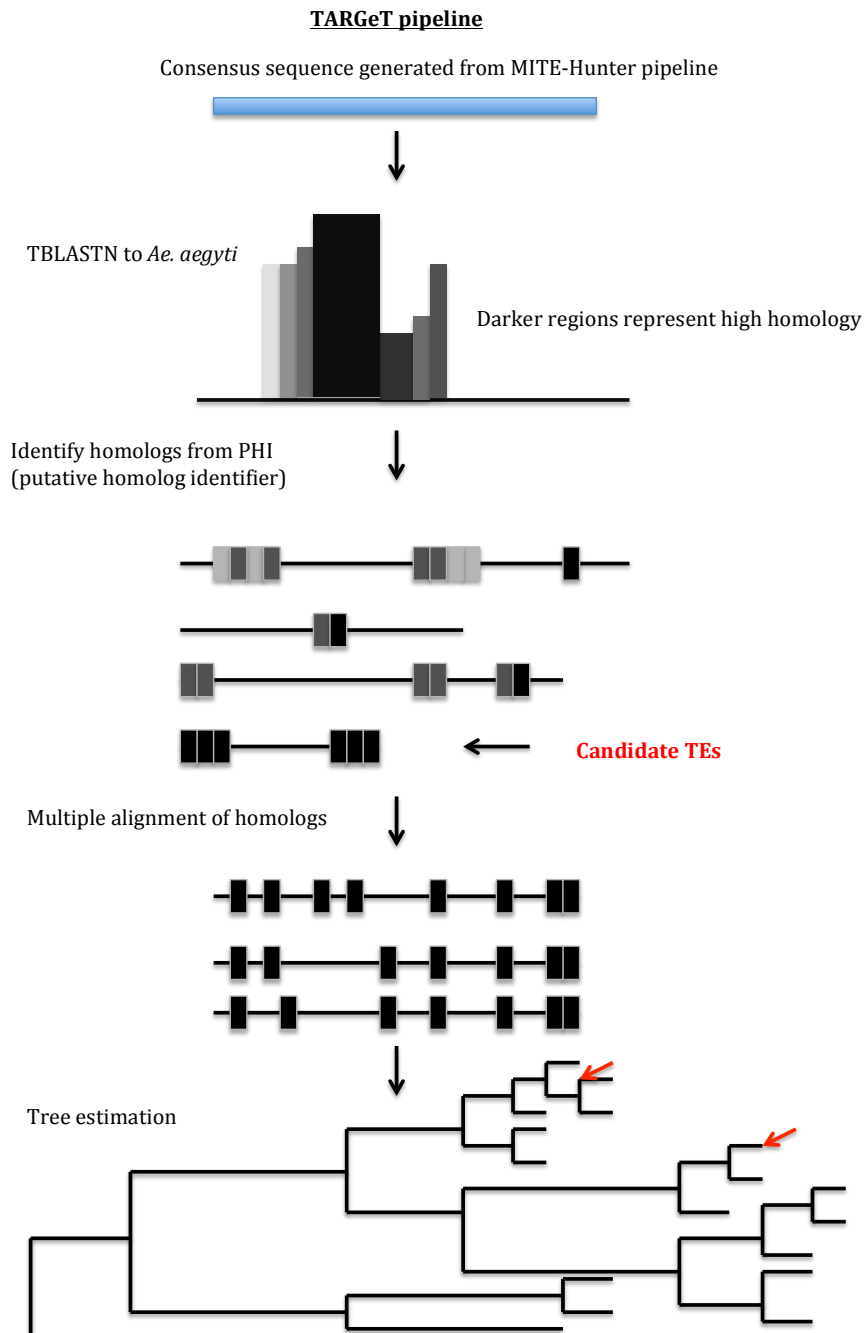 TARGeT pipeline
Consensus sequence generated from MITE-Hunter pipeline
TBLASTN to Ae. aegyti
Darker regions represent high homology
Identify homologs from PHI
(putative homolog identifier)
Candidate TEs
Multiple alignment of homologs
Tree estimation